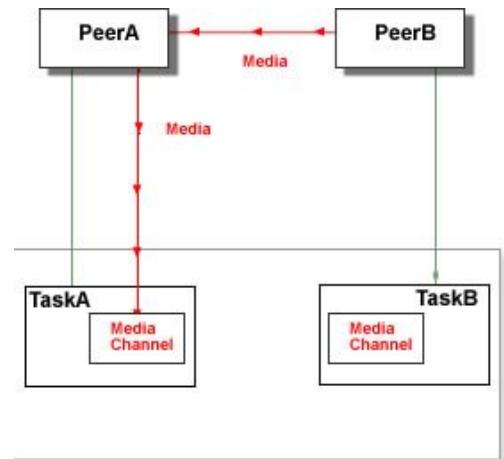 PeerA
PeerB
Media
Media
TaskA
TaskB
Media
Channel
Media
Channel